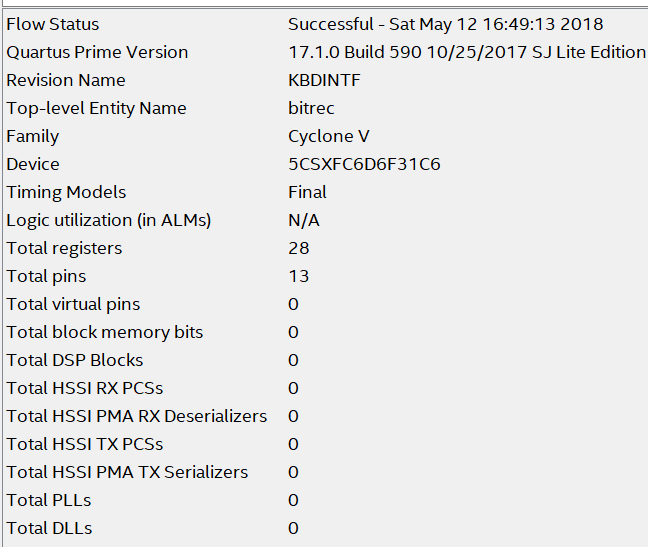 Flow Status Successful - Sat May 12 16:49:13 2018
Quartus Prime Version 17.1.0 Build 590 10/25/2017 SJ Lite Edition
Revision Name KBDINTF
Top-level Entity Name bitrec
Family Cyclone V
Device 5CSXFC6D6F31C6
Timing Models Final
Logic utilization (in ALMs) N/A
Total registers 28
Total pins 13
Total virtual pins 0
Total block memory bits 0
Total DSP Blocks 0
Total HSSI RX PCSs 0
Total HSSI PMA RX Deserializers 0
Total HSSI TX PCSs 0
Total HSSI PMA TX Serializers 0
Total PLLs 0
Total DLLs 0